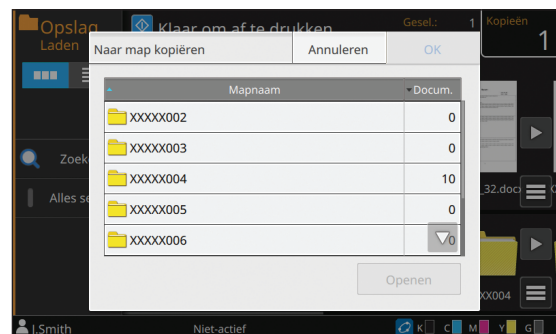 Opslag
Laden
Klaar om af te drukken
Gesel.: 1
Kopieën
1
Naar map kopiëren
Annuleren
OK
Mapnaam
Docum.
XXXXX002 0
XXXXX003 0
XXXXX004 10
XXXXX005 0
XXXXX006 0
Zoek
Alles se
_32.docx
XX004
Openen
J.Smith
Niet-actief
K C M Y G